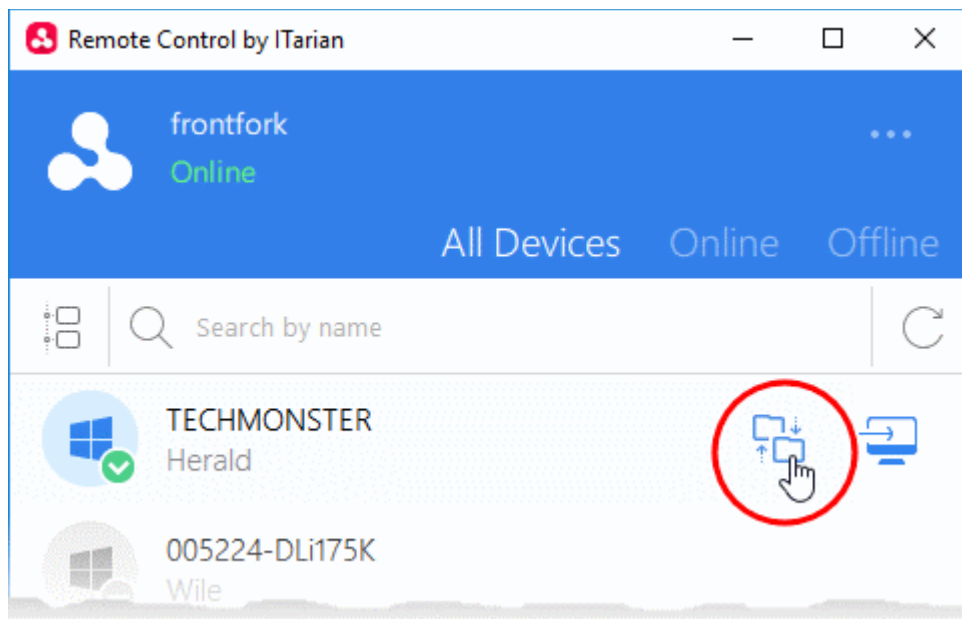 Remote Control by ITarian
frontfork
Online
All Devices Online Offline
Search by name
TECHMONSTER
Herald
005224-DLi175K
Wile